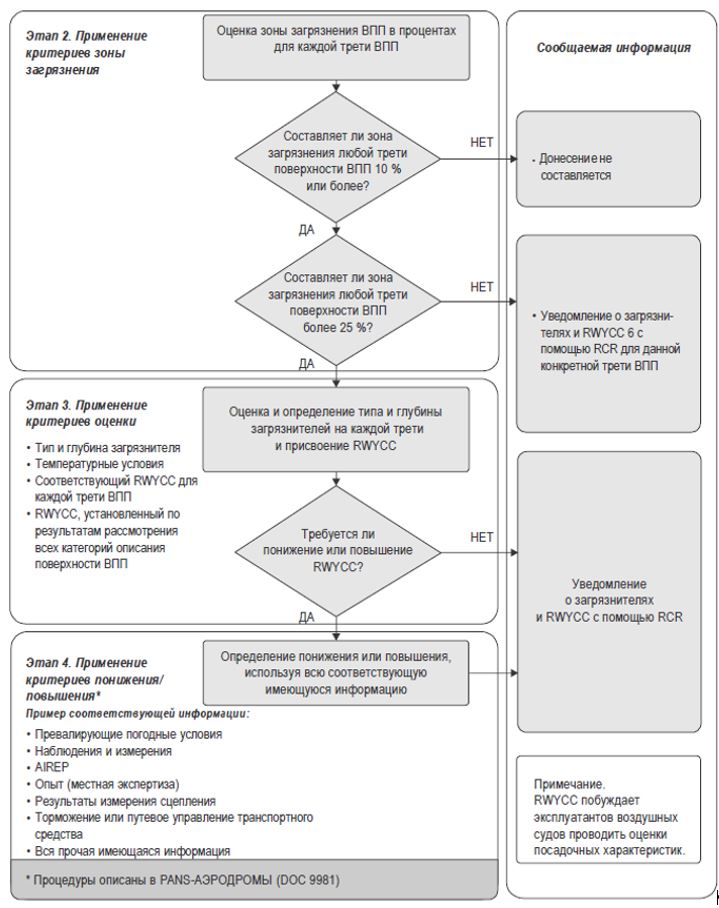 Этап 2. Применение
критериев зоны
загрязнения
Оценка зоны загрязнения ВПП в процентах
для каждой трети ВПП
Сообщаемая информация
Составляет ли зона
загрязнения любой трети
поверхности ВПП 10 %
или более?
НЕТ
- Донесение не
составляется
ДА
Составляет ли зона
загрязнения любой трети
поверхности ВПП
более 25 %?
НЕТ
• Уведомление о загрязни-
телях и RWYCC 6 с
помощью RCR для данной
конкретной трети ВПП
ДА
Этап 3. Применение
критериев оценки
• Тип и глубина загрязнителя
• Температурные условия
• Соответствующий RWYCC для
каждой трети ВПП
• RWYCC, установленный по
результатам рассмотрения
всех категорий описания
поверхности ВПП
Оценка и определение типа и глубины
загрязнителей на каждой трети
и присвоение RWYCC
Требуется ли
понижение или повышение
RWYCC?
НЕТ
Уведомление
о загрязнителях
и RWYCC с помощью RCR
ДА
Этап 4. Применение
критериев понижения/
повышения*
Определение понижения или повышения,
используя всю соответствующую
имеющуюся информацию
Пример соответствующей информации:
• Превалирующие погодные условия
• Наблюдения и измерения
• AIREP
• Опыт (местная экспертиза)
• Результаты измерения сцепления
• Торможение или путевое управление транспортного
средства
• Вся прочая имеющаяся информация
Примечание.
RWYCC побуждает
эксплуатантов воздушных
судов проводить оценки
посадочных характеристик.
* Процедуры описаны в PANS-АЭРОДРОМЫ (DOC 9981)